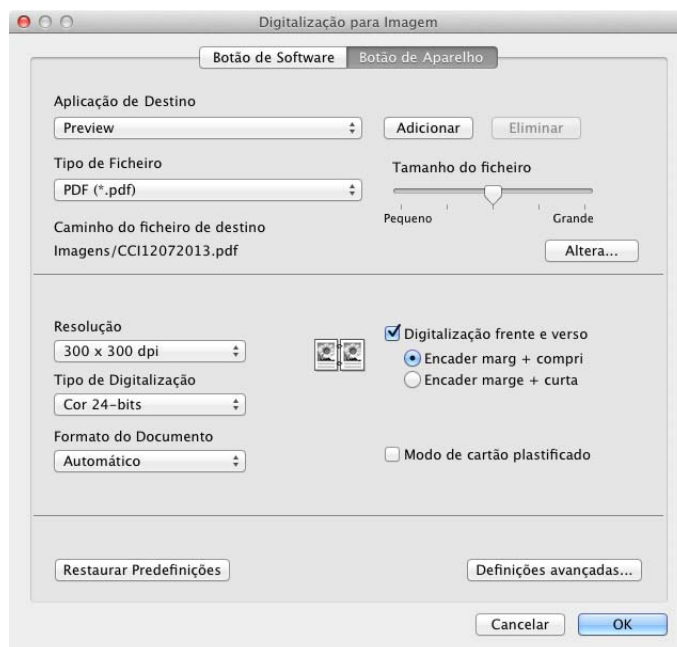 Digitalização para Imagem
Botão de Software Botão de Aparelho
Aplicação de Destino
Preview Adicionar Eliminar
Tipo de Ficheiro Tamanho do ficheiro
PDF (*.pdf)
Pequeno Grande
Caminho do ficheiro de destino
Imagens/CCI12072013.pdf Altera...
Resolução
300 x 300 dpi
Tipo de Digitalização
Cor 24-bits
Formato do Documento
Automático
Digitalização frente e verso
Encader marg + compri
Encader marge + curta
Modo de cartão plastificado
Restaurar Predefinições Definições avançadas...
Cancelar OK